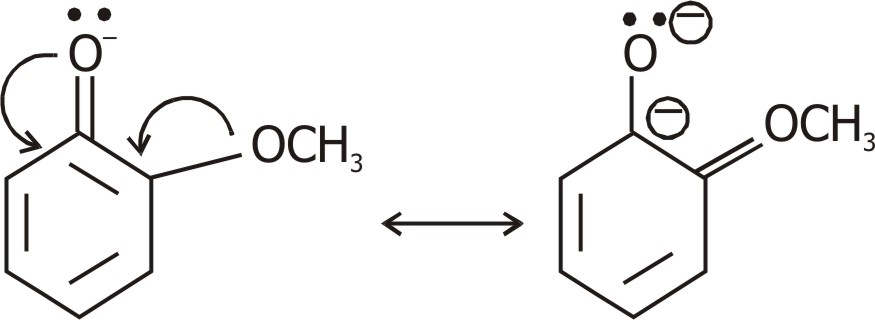 O⁻
OCH₃
O ⊖
⊖
OCH₃